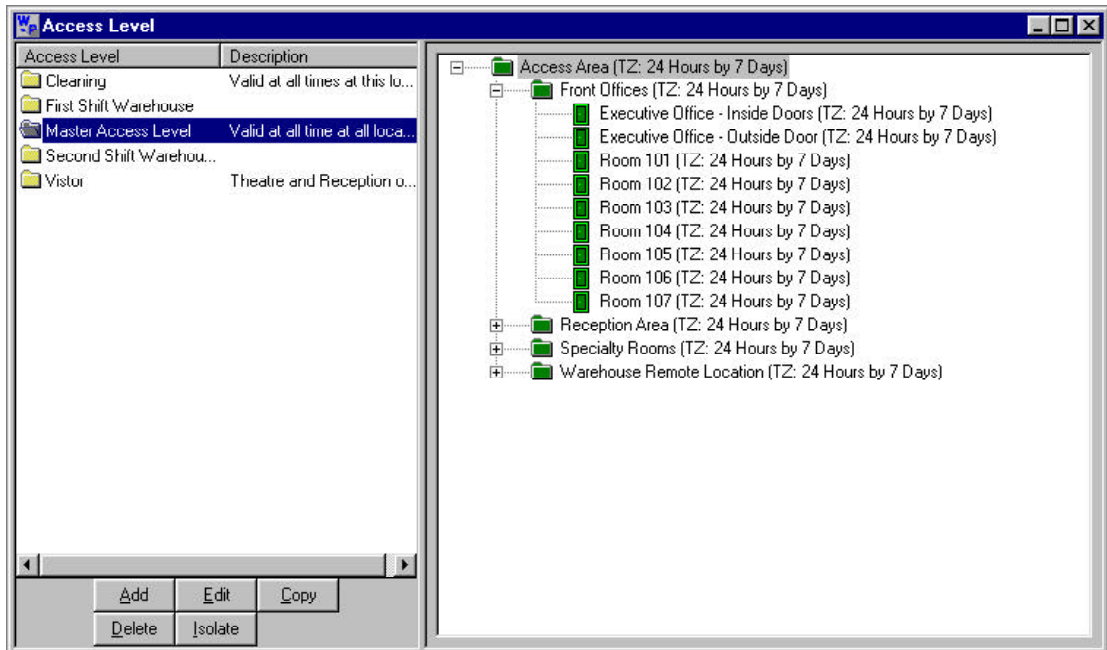 WP Access Level
Access Level Description
Cleaning Valid at all times at this lo...
First Shift Warehouse
Master Access Level Valid at all time at all loca...
Second Shift Warehou...
Vistor Theatre and Reception o...
Add Edit Copy
Delete Isolate
Access Area (TZ: 24 Hours by 7 Days)
Front Offices (TZ: 24 Hours by 7 Days)
Executive Office - Inside Doors (TZ: 24 Hours by 7 Days)
Executive Office - Outside Door (TZ: 24 Hours by 7 Days)
Room 101 (TZ: 24 Hours by 7 Days)
Room 102 (TZ: 24 Hours by 7 Days)
Room 103 (TZ: 24 Hours by 7 Days)
Room 104 (TZ: 24 Hours by 7 Days)
Room 105 (TZ: 24 Hours by 7 Days)
Room 106 (TZ: 24 Hours by 7 Days)
Room 107 (TZ: 24 Hours by 7 Days)
Reception Area (TZ: 24 Hours by 7 Days)
Specialty Rooms (TZ: 24 Hours by 7 Days)
Warehouse Remote Location (TZ: 24 Hours by 7 Days)